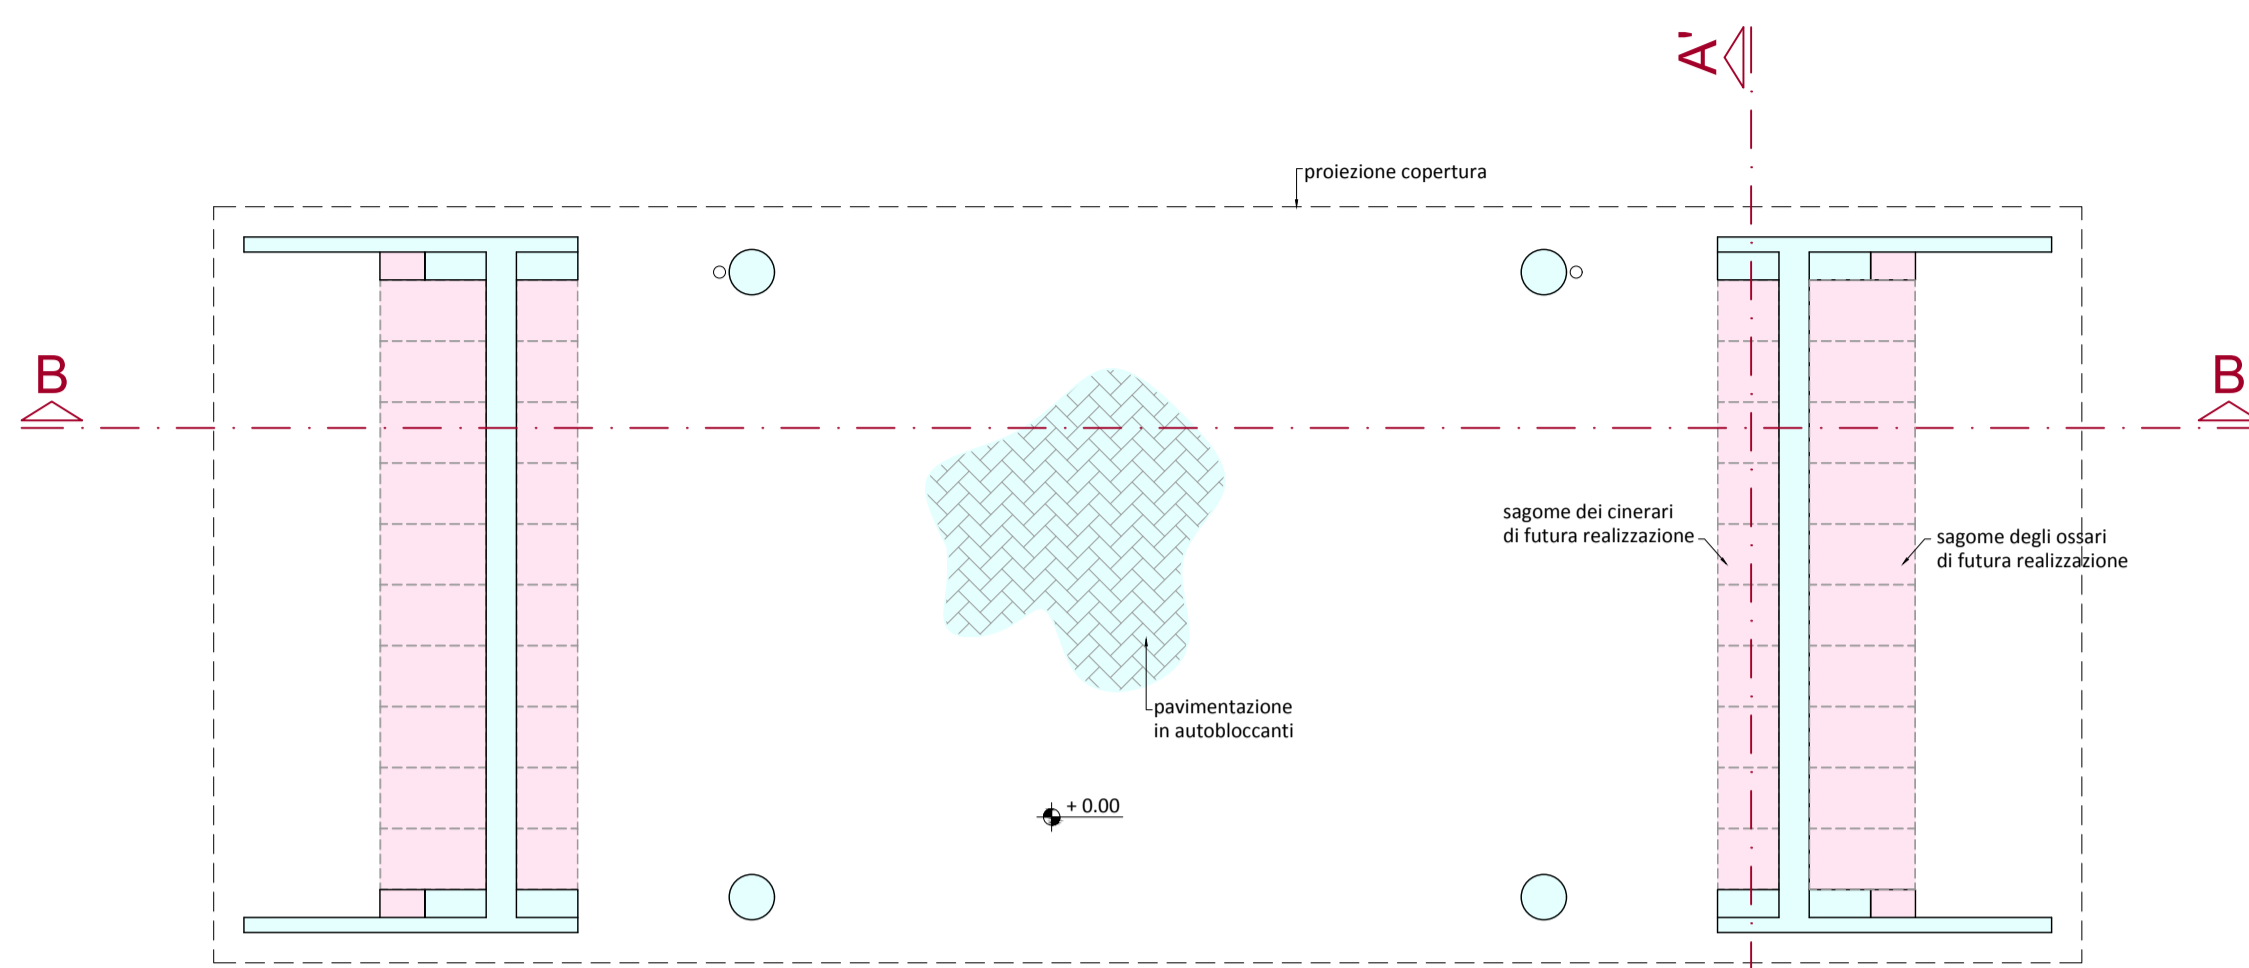 A'
proiezione copertura
B
B
sagome dei cinerari
di futura realizzazione
sagome degli ossari
di futura realizzazione
pavimentazione
in autobloccanti
+ 0.00